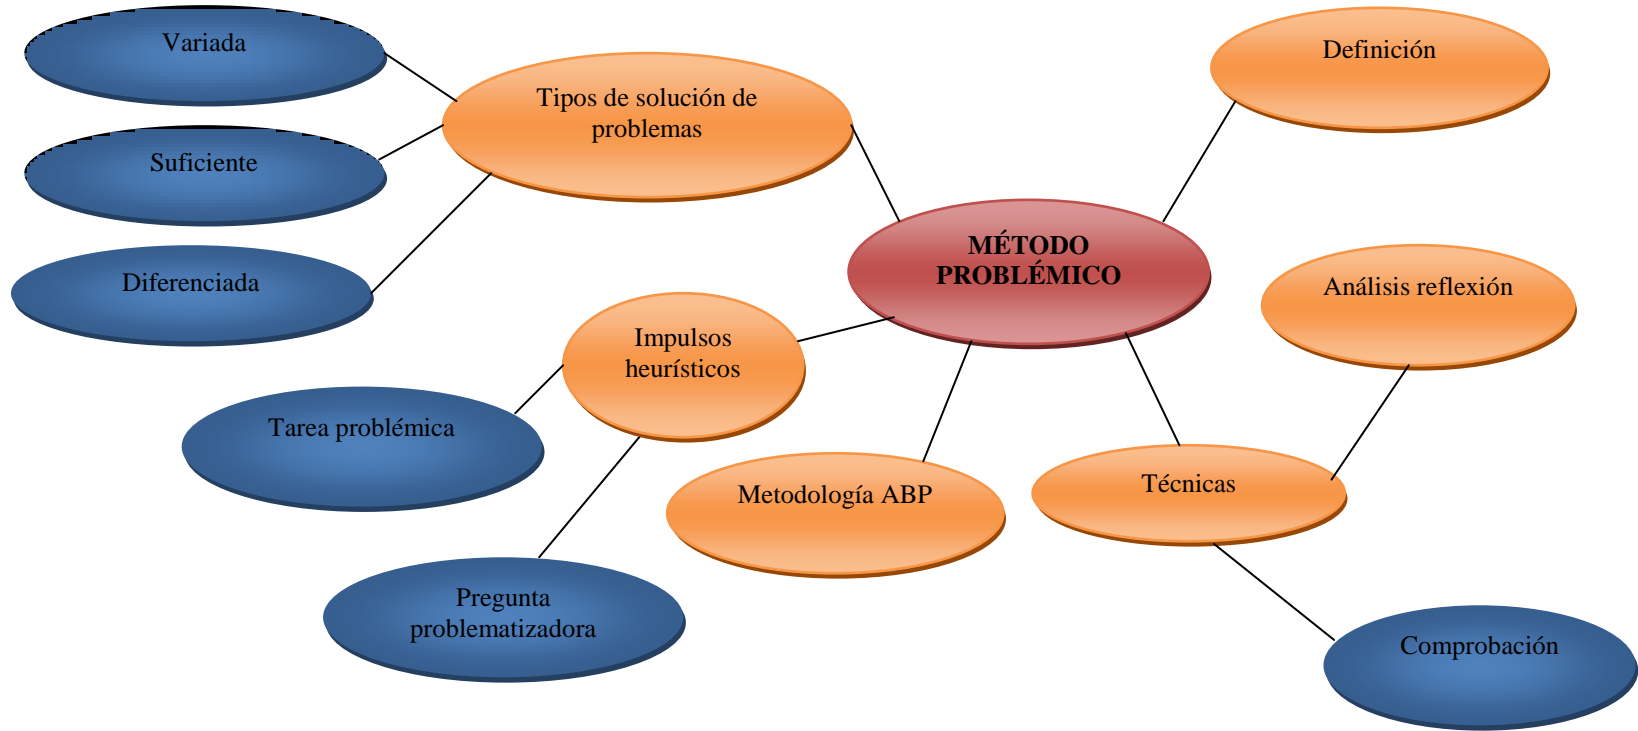 Variada
Tipos de solución de
problemas
Definición
Suficiente
Diferenciada
MÉTODO
PROBLÉMICO
Análisis reflexión
Impulsos
heurísticos
Tarea problémica
Metodología ABP
Técnicas
Pregunta
problematizadora
Comprobación